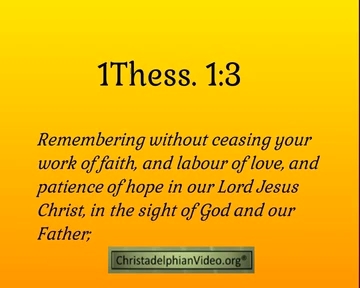 1Thess. 1:3
Remembering without ceasing your
work of faith, and labour of love, and
patience of hope in our Lord Jesus
Christ, in the sight of God and our
Father;
ChristadelphianVideo.org®